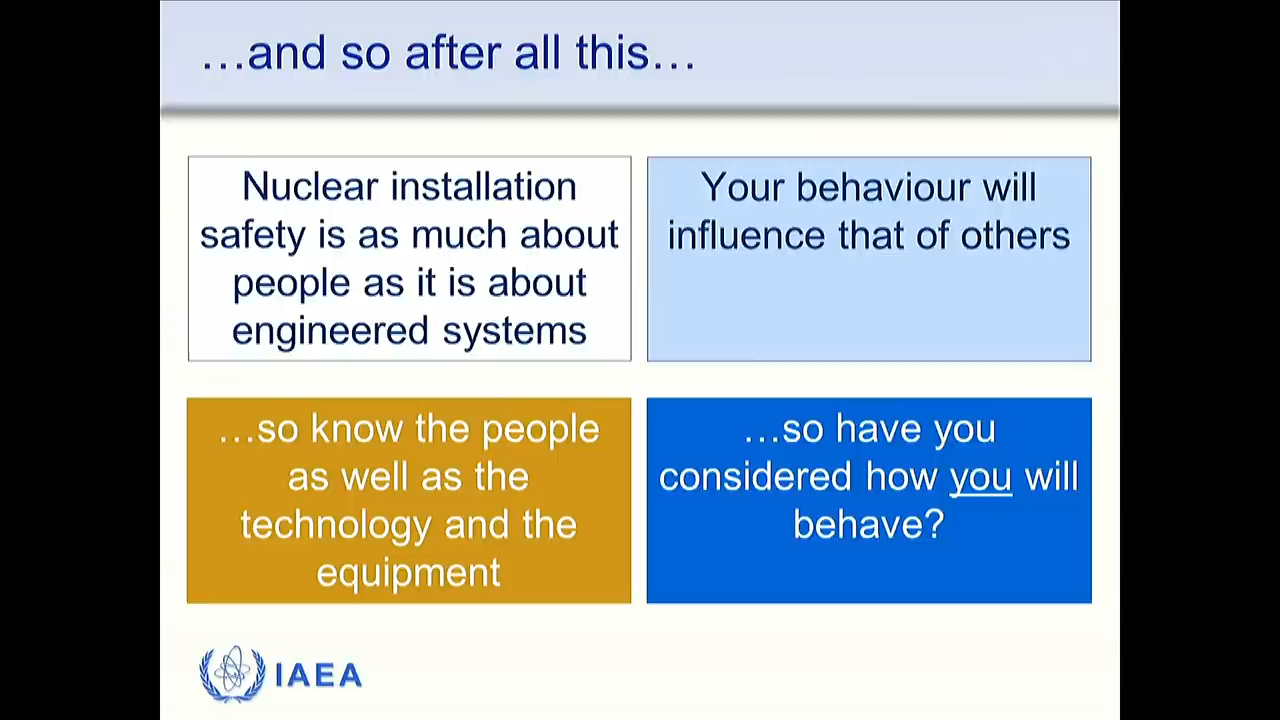 …and so after all this…
Nuclear installation
safety is as much about
people as it is about
engineered systems
Your behaviour will
influence that of others
…so know the people
as well as the
technology and the
equipment
…so have you
considered how you will
behave?
IAEA